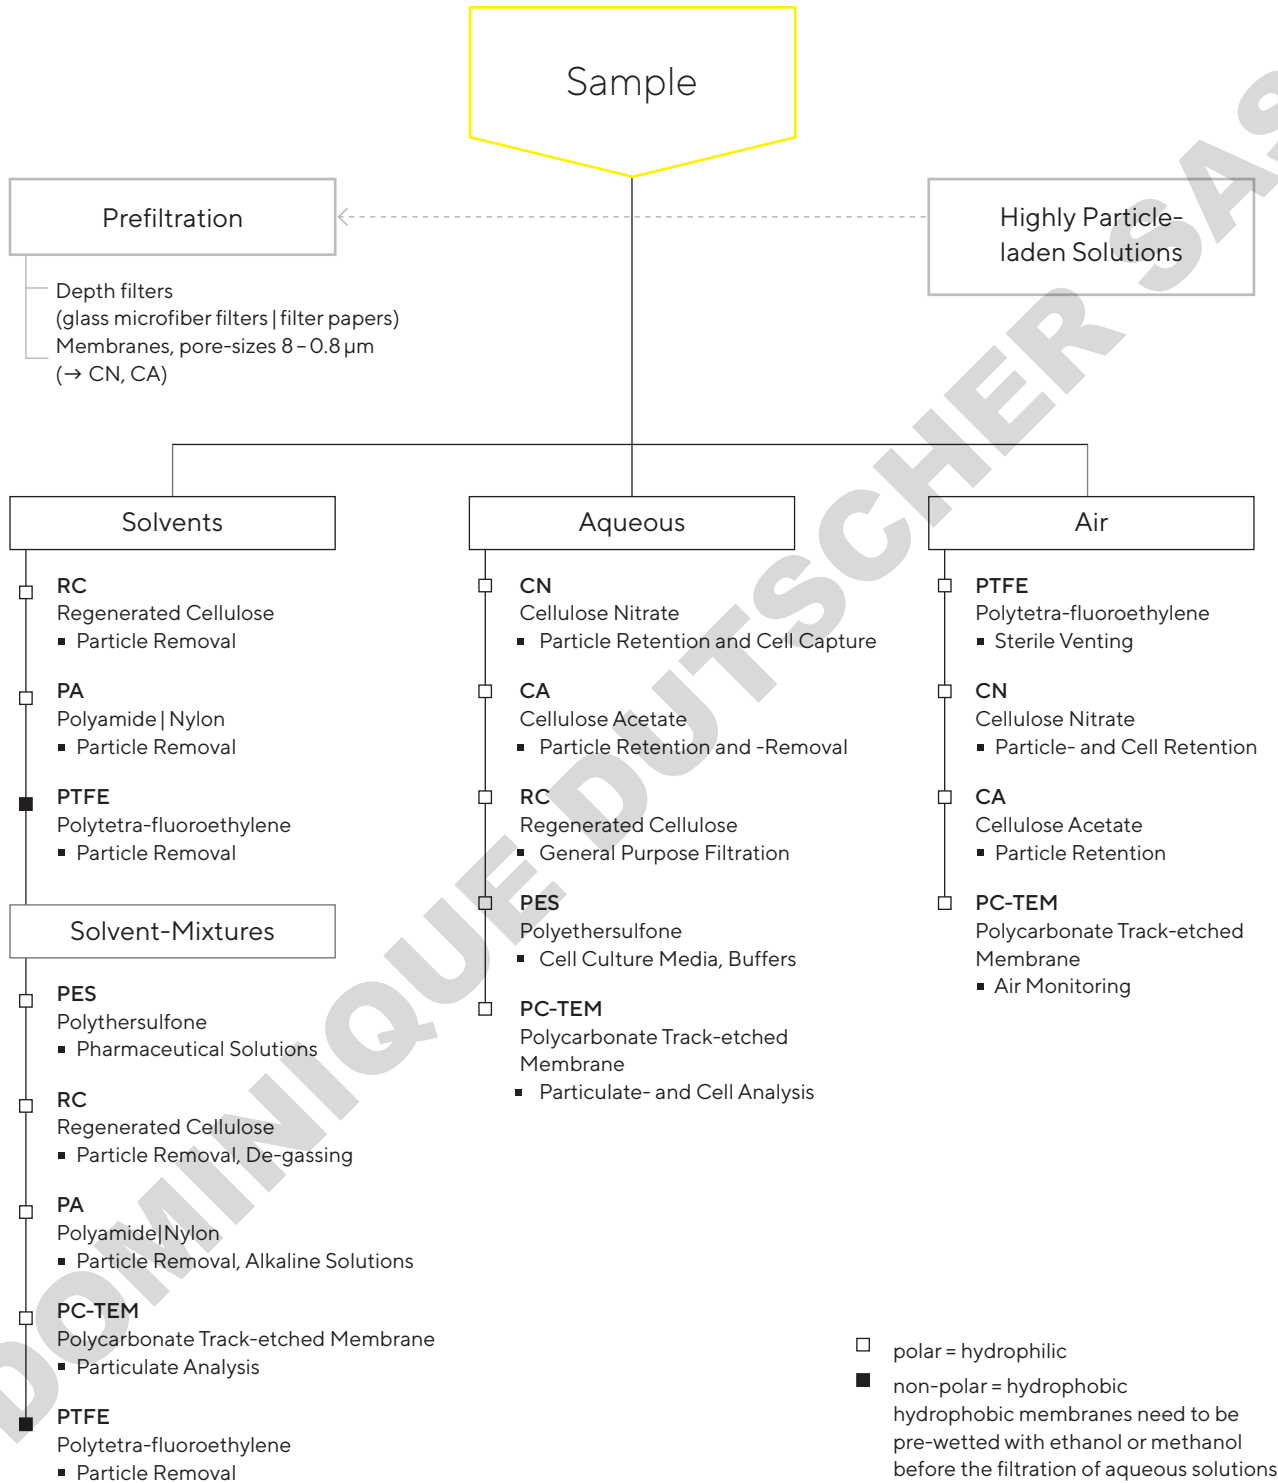 Sample
Prefiltration
Highly Particle-
laden Solutions
Depth filters
(glass microfiber filters | filter papers)
Membranes, pore-sizes 8 – 0.8 µm
(→ CN, CA)
Solvents
RC
Regenerated Cellulose
▪ Particle Removal
PA
Polyamide | Nylon
▪ Particle Removal
PTFE
Polytetra-fluoroethylene
▪ Particle Removal
Solvent-Mixtures
PES
Polythersulfone
▪ Pharmaceutical Solutions
RC
Regenerated Cellulose
▪ Particle Removal, De-gassing
PA
Polyamide|Nylon
▪ Particle Removal, Alkaline Solutions
PC-TEM
Polycarbonate Track-etched Membrane
▪ Particulate Analysis
PTFE
Polytetra-fluoroethylene
▪ Particle Removal
Aqueous
CN
Cellulose Nitrate
▪ Particle Retention and Cell Capture
CA
Cellulose Acetate
▪ Particle Retention and -Removal
RC
Regenerated Cellulose
▪ General Purpose Filtration
PES
Polyethersulfone
▪ Cell Culture Media, Buffers
PC-TEM
Polycarbonate Track-etched
Membrane
▪ Particulate- and Cell Analysis
Air
PTFE
Polytetra-fluoroethylene
▪ Sterile Venting
CN
Cellulose Nitrate
▪ Particle- and Cell Retention
CA
Cellulose Acetate
▪ Particle Retention
PC-TEM
Polycarbonate Track-etched
Membrane
▪ Air Monitoring
polar = hydrophilic
non-polar = hydrophobic
hydrophobic membranes need to be
pre-wetted with ethanol or methanol
before the filtration of aqueous solutions
DOMINIQUE DUTSCHER SAS